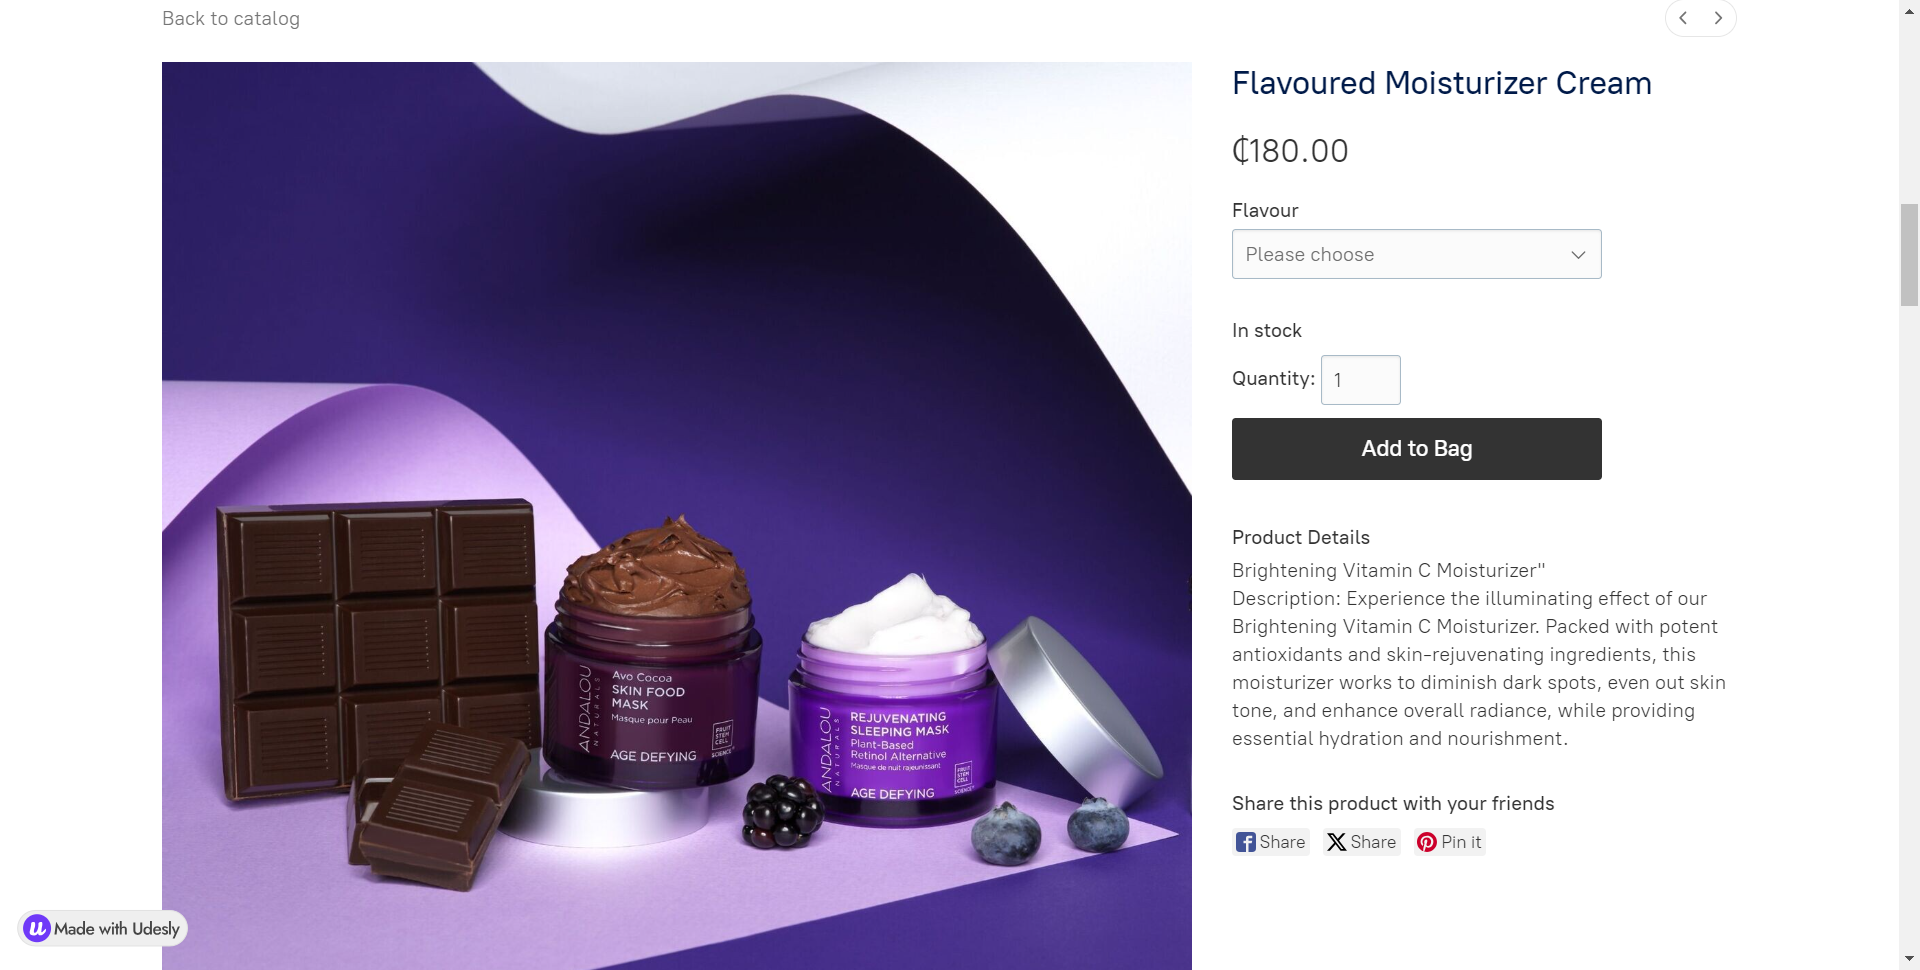 Back to catalog
Flavoured Moisturizer Cream
₵180.00
Flavour
Please choose
In stock
Quantity: 1
Add to Bag
Product Details
Brightening Vitamin C Moisturizer"
Description: Experience the illuminating effect of our
Brightening Vitamin C Moisturizer. Packed with potent
antioxidants and skin-rejuvenating ingredients, this
moisturizer works to diminish dark spots, even out skin
tone, and enhance overall radiance, while providing
essential hydration and nourishment.
Share this product with your friends
Share Share Pin it
ANDALOU
NATURALS
Avo Cocoa
SKIN FOOD
MASK
Masque pour Peau
AGE DEFYING
FRUIT
STEM
CELL
SCIENCE
ANDALOU
NATURALS
REJUVENATING
SLEEPING MASK
Plant-Based
Retinol Alternative
Masque de nuit rajeunissant
AGE DEFYING
FRUIT
STEM
CELL
SCIENCE
Made with Udesly